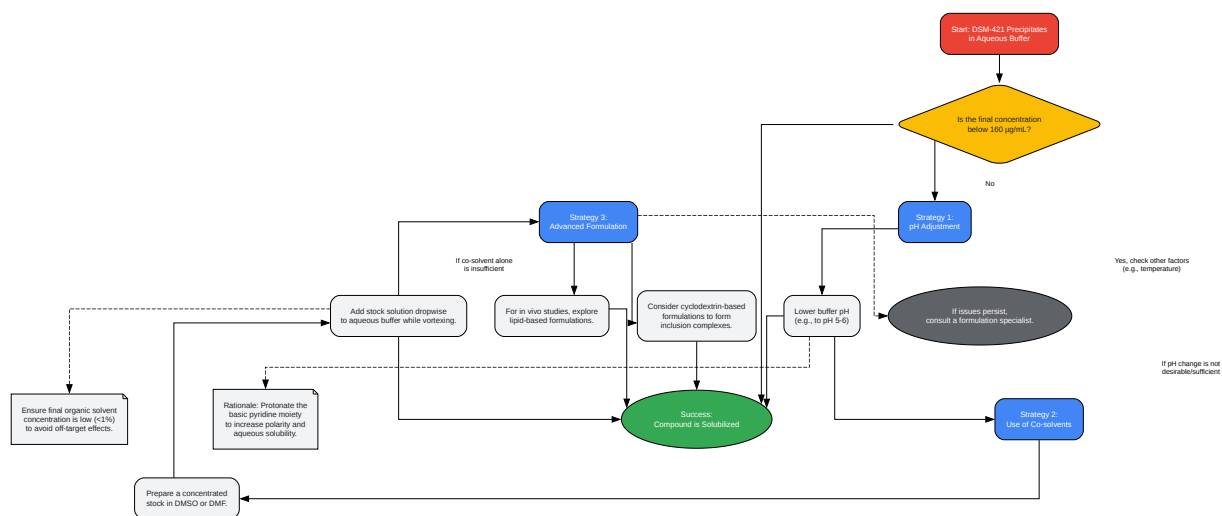 Start: DSM-421 Precipitates
in Aqueous Buffer
Is the final concentration
below 160 µg/mL?
No
Strategy 3:
Advanced Formulation
Strategy 1:
pH Adjustment
If co-solvent alone
is insufficient
Yes, check other factors
(e.g., temperature)
Add stock solution dropwise
to aqueous buffer while vortexing.
For in vivo studies, explore
lipid-based formulations.
Consider cyclodextrin-based
formulations to form
inclusion complexes.
Lower buffer pH
(e.g., to pH 5-6)
If issues persist,
consult a formulation specialist.
If pH change is not
desirable/sufficient
Ensure final organic solvent
concentration is low (<1%)
to avoid off-target effects.
Rationale: Protonate the
basic pyridine moiety
to increase polarity and
aqueous solubility.
Success:
Compound is Solubilized
Strategy 2:
Use of Co-solvents
Prepare a concentrated
stock in DMSO or DMF.